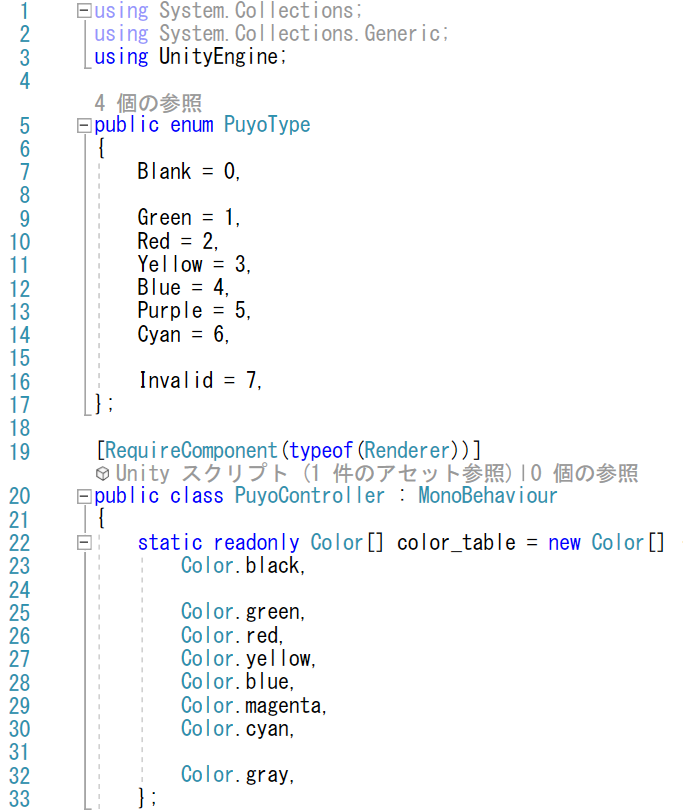 1 using System.Collections;
2 using System.Collections.Generic;
3 using UnityEngine;
4
4 個の参照
5 public enum PuyoType
6 {
7 Blank = 0,
8
9 Green = 1,
10 Red = 2,
11 Yellow = 3,
12 Blue = 4,
13 Purple = 5,
14 Cyan = 6,
15
16 Invalid = 7,
17 };
18
19 [RequireComponent(typeof(Renderer))]
Unity スクリプト (1 件のアセット参照)|0 個の参照
20 public class PuyoController : MonoBehaviour
21 {
22 static readonly Color[] color_table = new Color[]
23 Color.black,
24
25 Color.green,
26 Color.red,
27 Color.yellow,
28 Color.blue,
29 Color.magenta,
30 Color.cyan,
31
32 Color.gray,
33 };